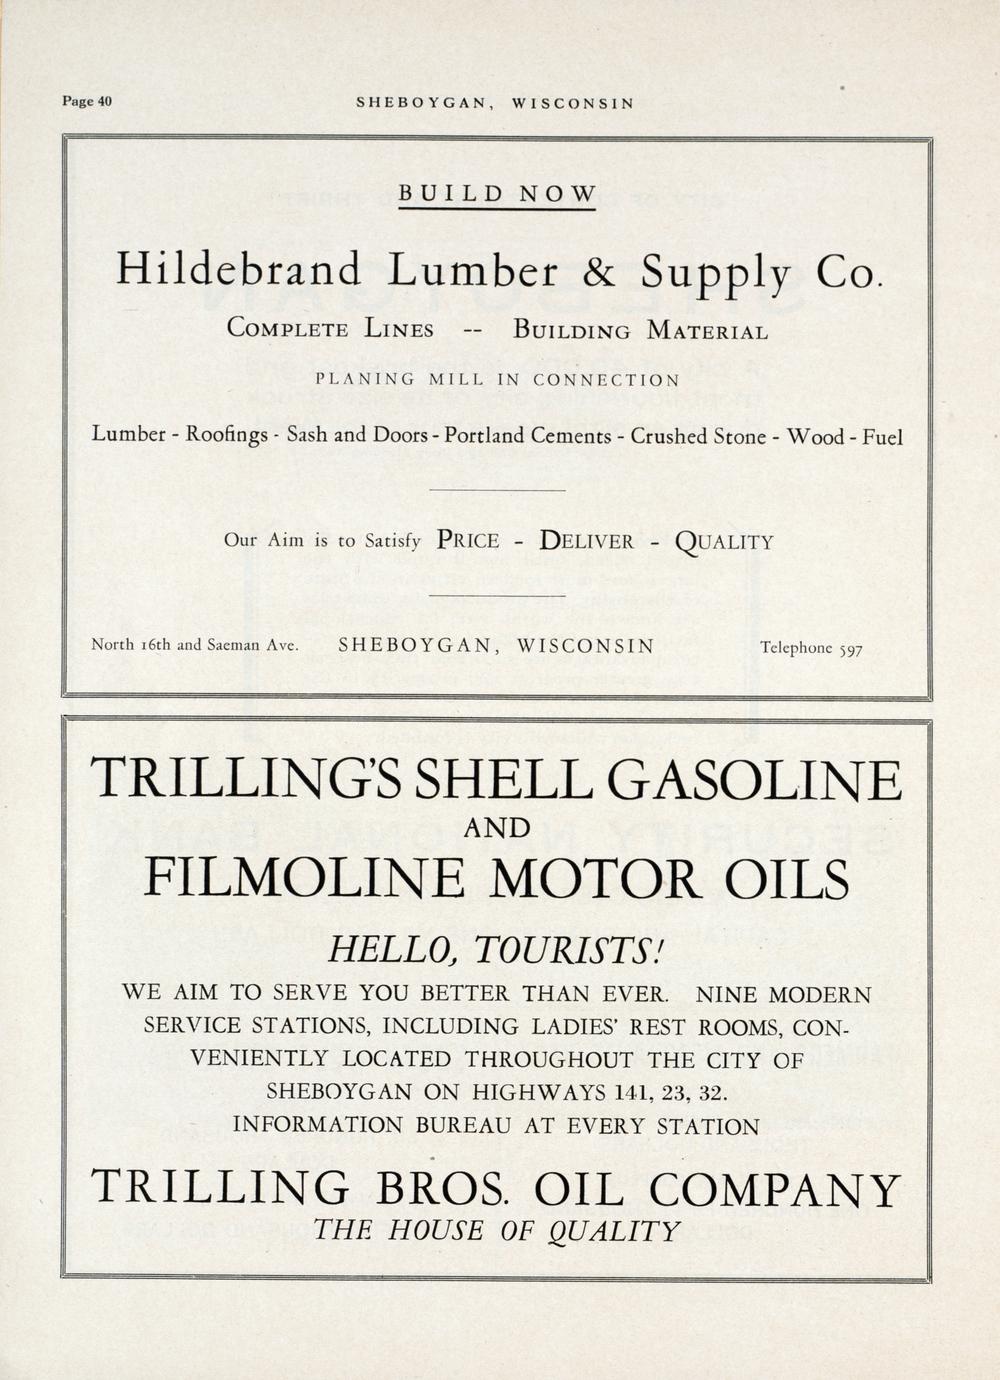 Page 40
SHEBOYGAN, WISCONSIN
BUILD NOW
Hildebrand Lumber & Supply Co.
COMPLETE LINES -- BUILDING MATERIAL
PLANING MILL IN CONNECTION
Lumber - Roofings - Sash and Doors - Portland Cements - Crushed Stone - Wood - Fuel
Our Aim is to Satisfy PRICE - DELIVER - QUALITY
North 16th and Saeman Ave. SHEBOYGAN, WISCONSIN Telephone 597
TRILLING'S SHELL GASOLINE
AND
FILMOLINE MOTOR OILS
HELLO, TOURISTS!
WE AIM TO SERVE YOU BETTER THAN EVER. NINE MODERN
SERVICE STATIONS, INCLUDING LADIES' REST ROOMS, CON-
VENIENTLY LOCATED THROUGHOUT THE CITY OF
SHEBOYGAN ON HIGHWAYS 141, 23, 32.
INFORMATION BUREAU AT EVERY STATION
TRILLING BROS. OIL COMPANY
THE HOUSE OF QUALITY